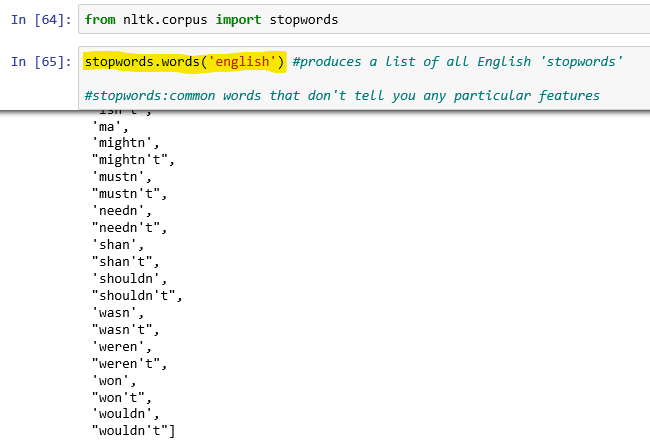 In [64]: from nltk.corpus import stopwords
In [65]: stopwords.words('english') #produces a list of all English 'stopwords'
#stopwords:common words that don't tell you any particular features
'ma',
'mightn',
"mightn't",
'mustn',
"mustn't",
'needn',
"needn't",
'shan',
"shan't",
'shouldn',
"shouldn't",
'wasn',
"wasn't",
'weren',
"weren't",
'won',
"won't",
'wouldn',
"wouldn't"]